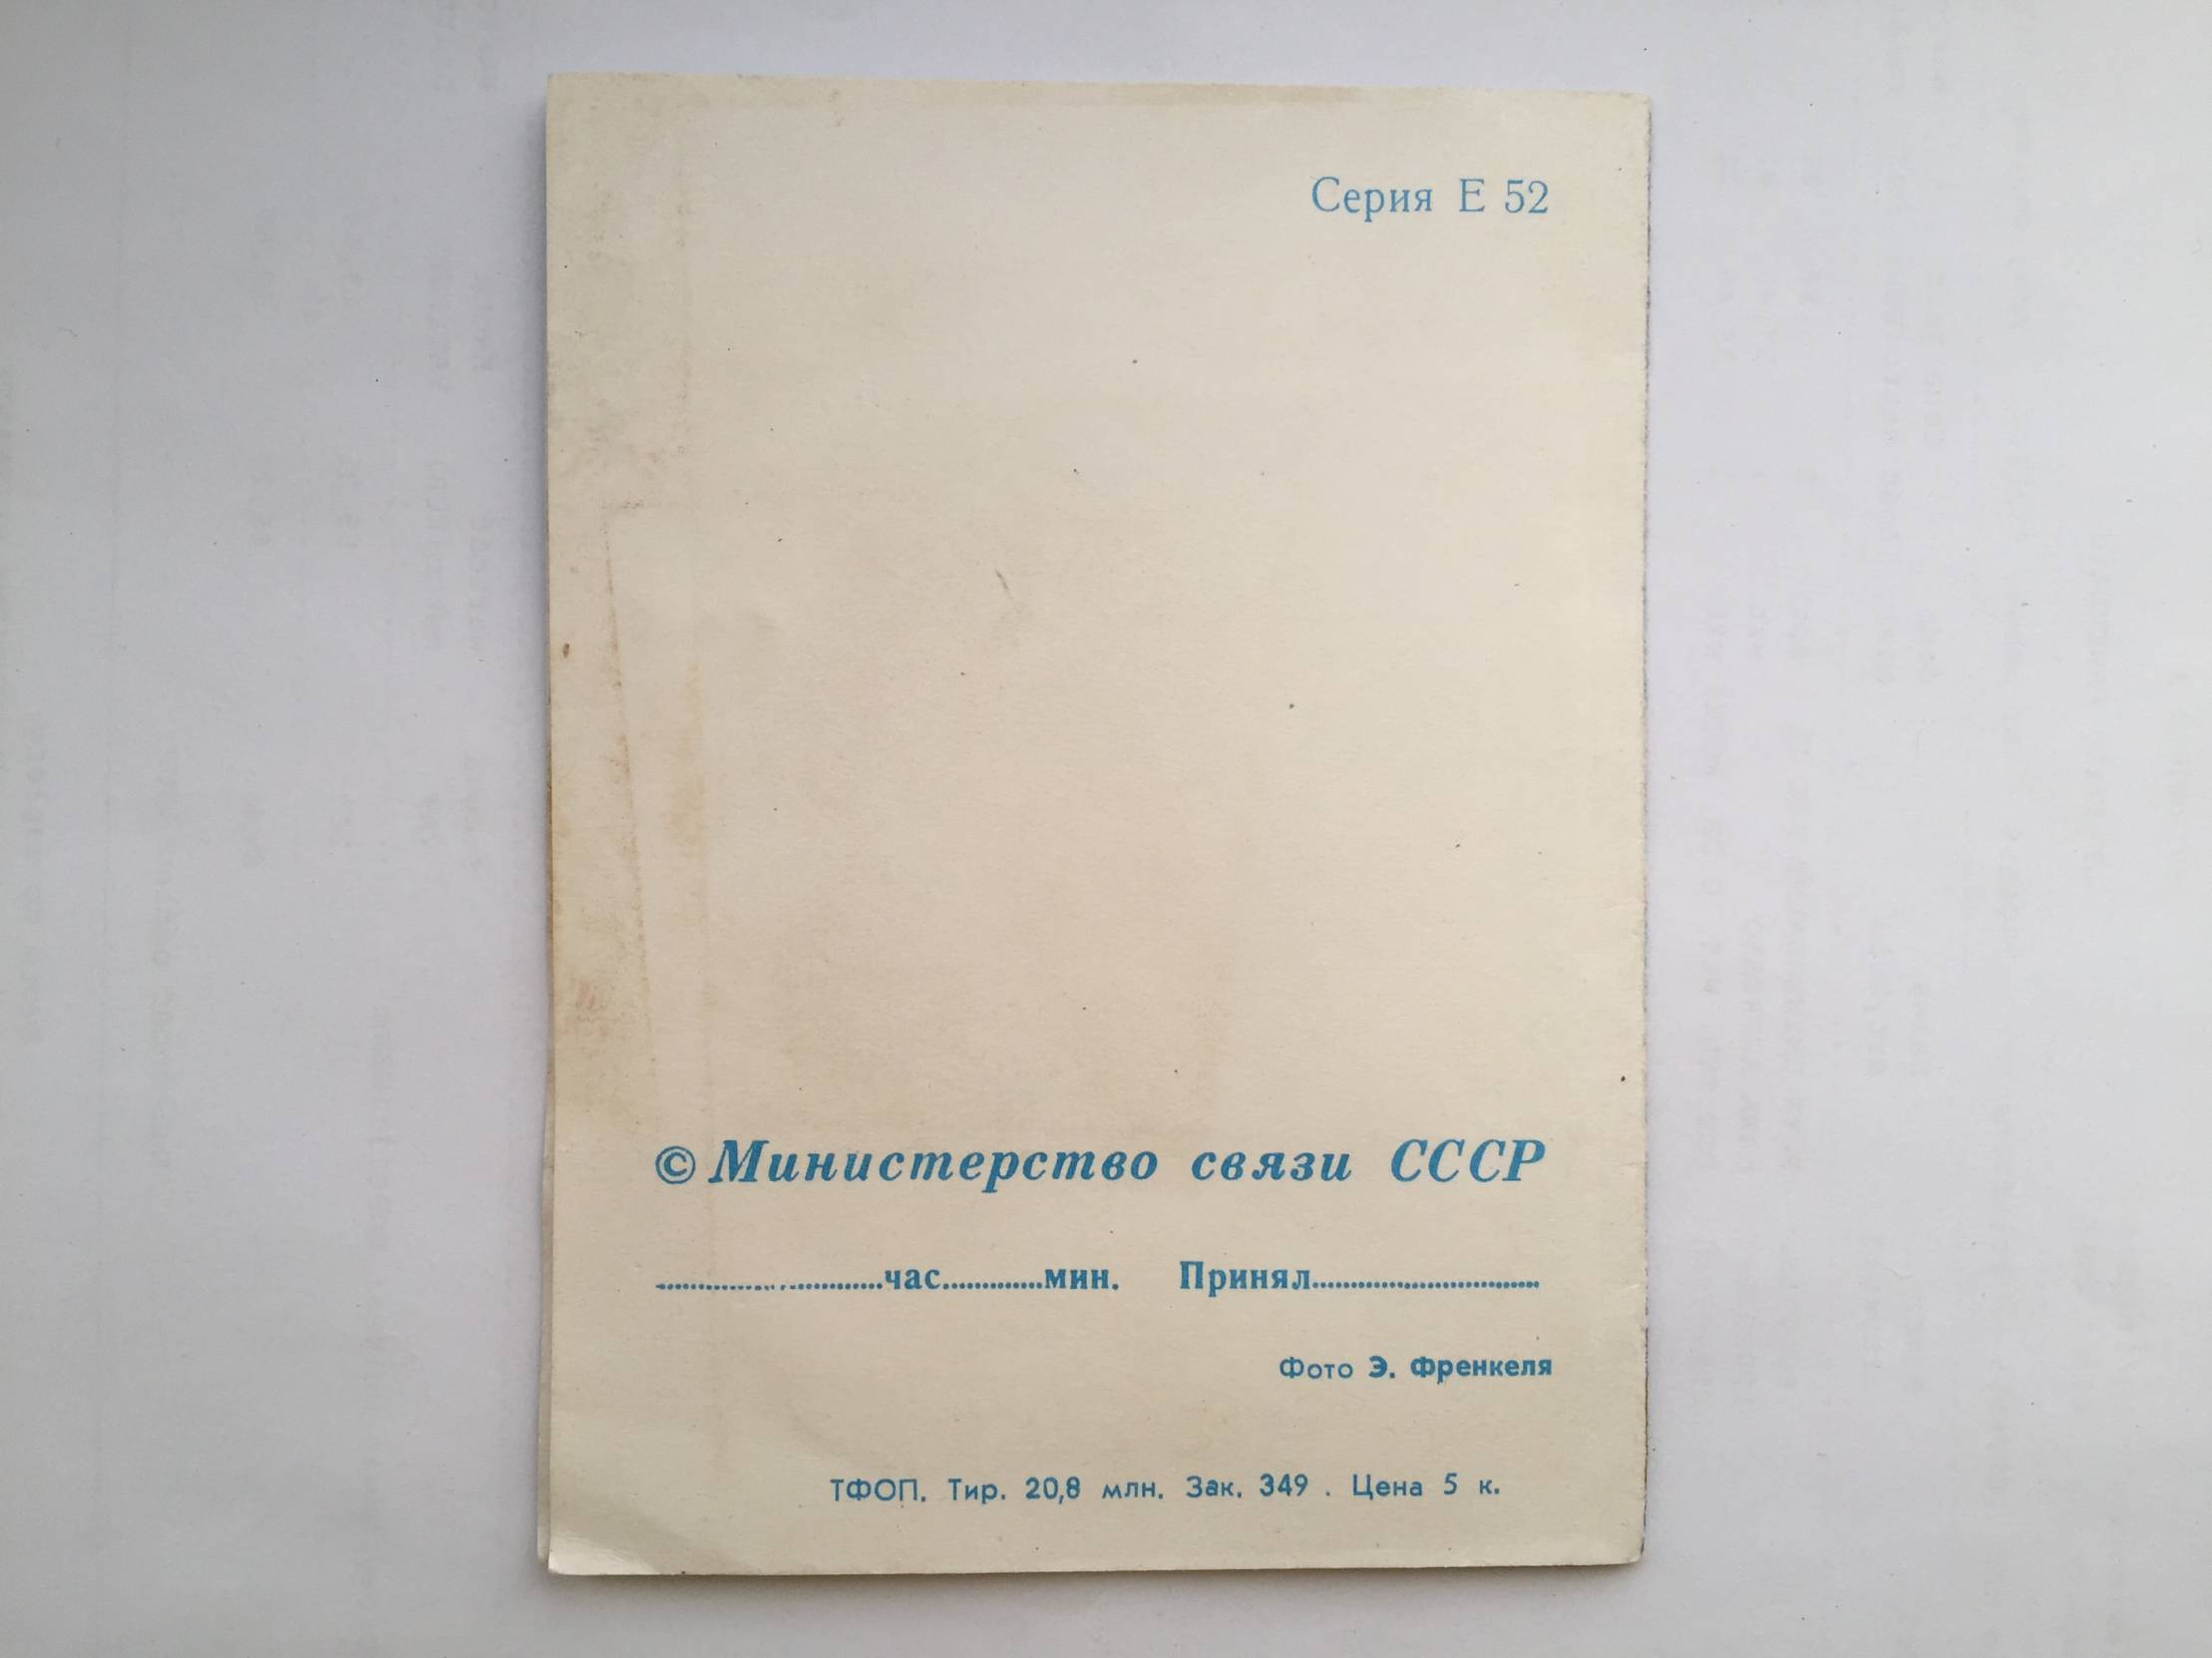 Серия Е 52
© Министерство связи СССР
..............................час.............мин. Принял..............................
Фото Э. Френкеля
ТФОП. Тир. 20,8 млн. Зак. 349 . Цена 5 к.